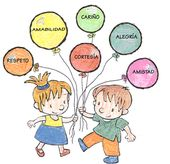 CARIÑO
AMABILIDAD
ALEGRÍA
RESPETO
CORTESÍA
AMISTAD